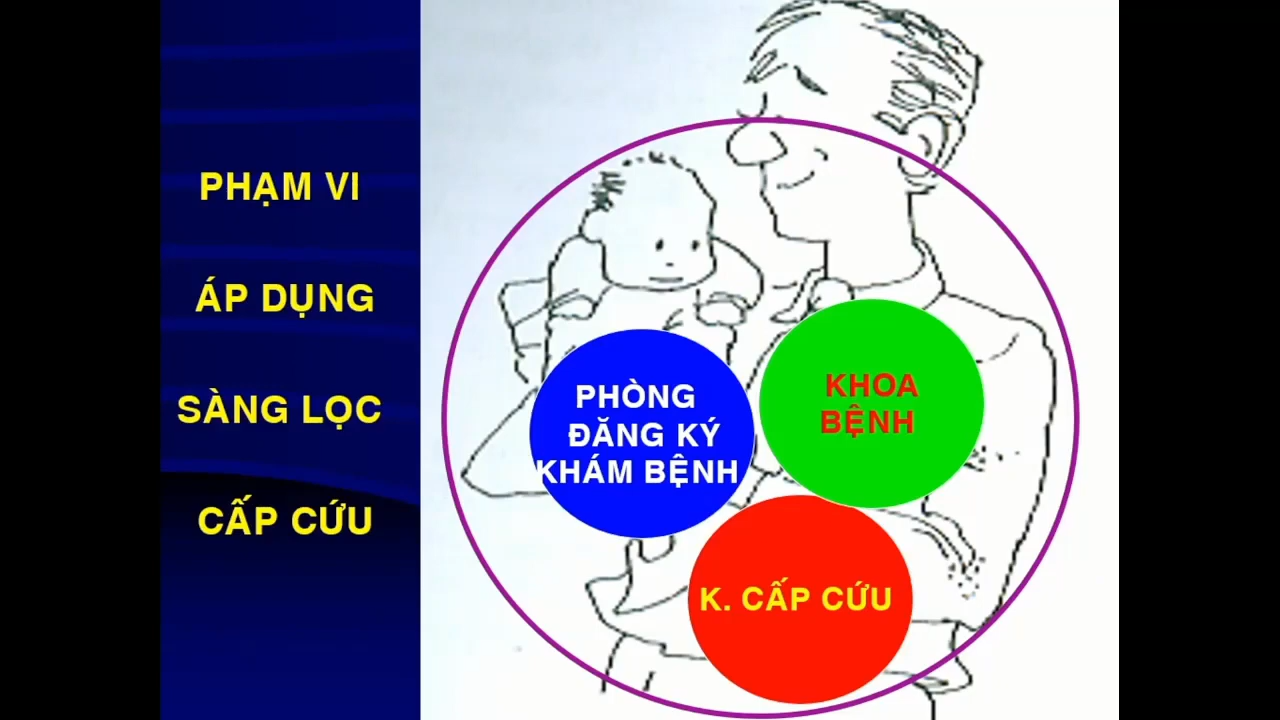 PHẠM VI
ÁP DỤNG
SÀNG LỌC
CẤP CỨU
PHÒNG
ĐĂNG KÝ
KHÁM BỆNH
KHOA
BỆNH
K. CẤP CỨU